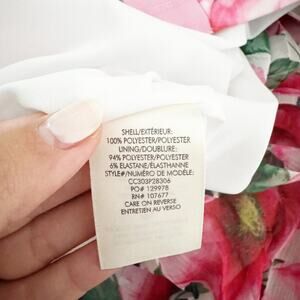 SHELL/EXTÉRIEUR:
100% POLYESTER/POLYESTER
LINING/DOUBLURE:
94% POLYESTER/POLYESTER
6% ELASTANE/ÉLASTHANNE
STYLE#/NUMÉRO DE MODÈLE:
CC303P28306
PO# 129978
RN# 107677
CARE ON REVERSE
ENTRETIEN AU VERSO